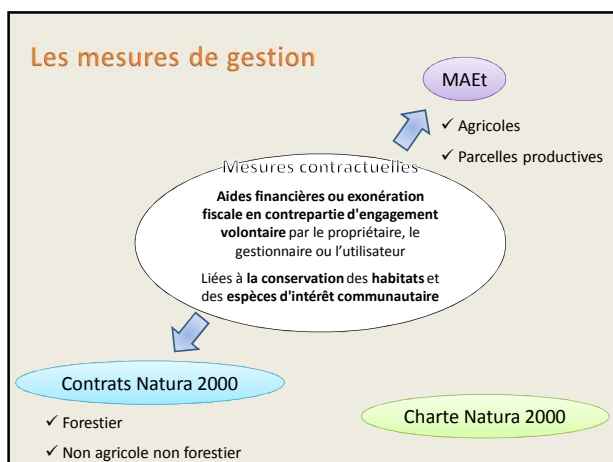 Les mesures de gestion
MAEt
✓ Agricoles
✓ Parcelles productives
Mesures contractuelles
Aides financières ou exonération
fiscale en contrepartie d'engagement
volontaire par le propriétaire, le
gestionnaire ou l'utilisateur
Liées à la conservation des habitats et
des espèces d'intérêt communautaire
Contrats Natura 2000
✓ Forestier
✓ Non agricole non forestier
Charte Natura 2000